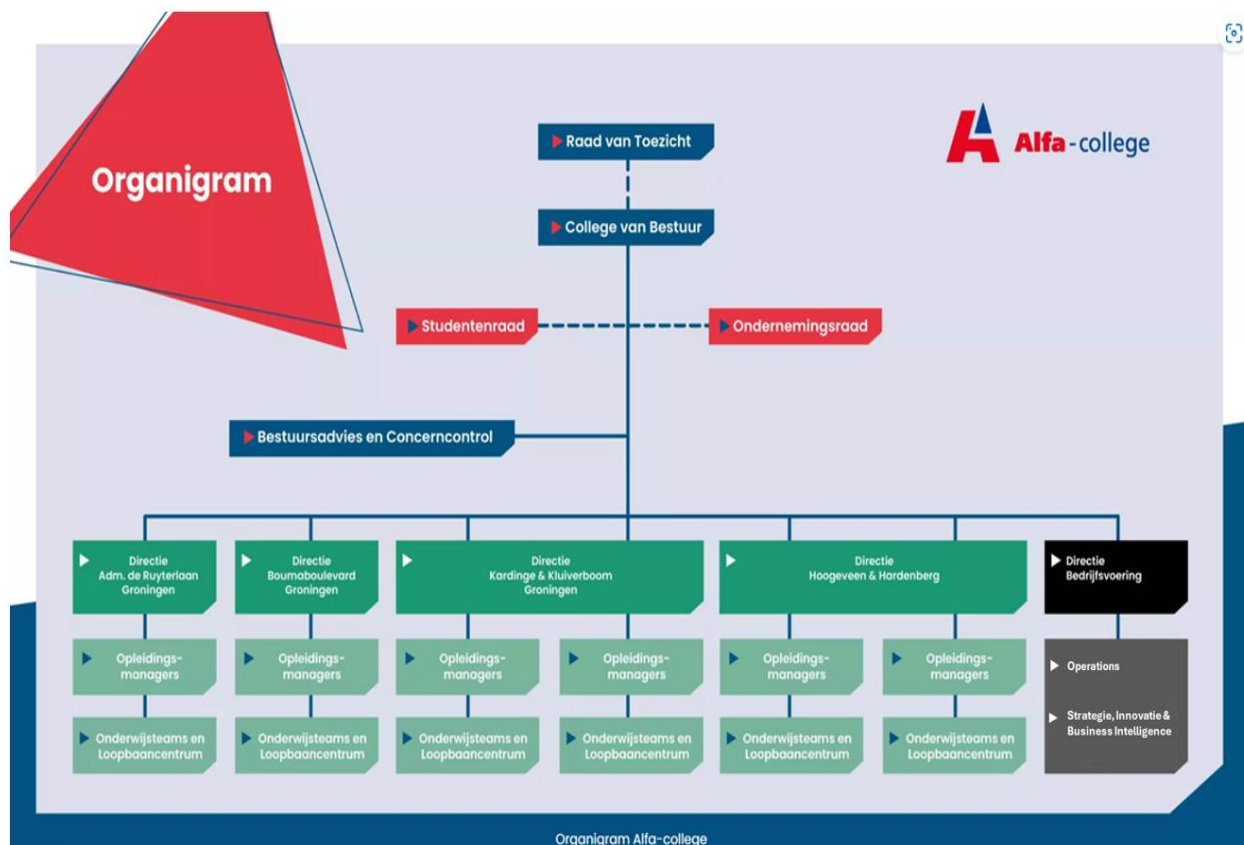 Organigram
Raad van Toezicht
Alfa-college
College van Bestuur
Studentenraad
Ondernemingsraad
Bestuursadvies en Concerncontrol
Directie
Adm. de Ruyterlaan
Groningen
Directie
Boumaboulevard
Groningen
Directie
Kardinge & Kluiverboom
Groningen
Directie
Hoogeveen & Hardenberg
Directie
Bedrijfsvoering
Opleidings-
managers
Opleidings-
managers
Opleidings-
managers
Opleidings-
managers
Opleidings-
managers
Opleidings-
managers
Operations
Strategie, Innovatie &
Business Intelligence
Onderwijsteams en
Loopbaancentrum
Onderwijsteams en
Loopbaancentrum
Onderwijsteams en
Loopbaancentrum
Onderwijsteams en
Loopbaancentrum
Onderwijsteams en
Loopbaancentrum
Onderwijsteams en
Loopbaancentrum
Organigram Alfa-college